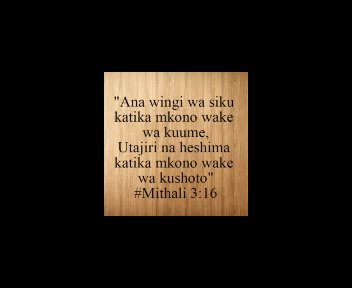 "Ana wingi wa siku
katika mkono wake
wa kuume,
Utajiri na heshima
katika mkono wake
wa kushoto"
#Mithali 3:16